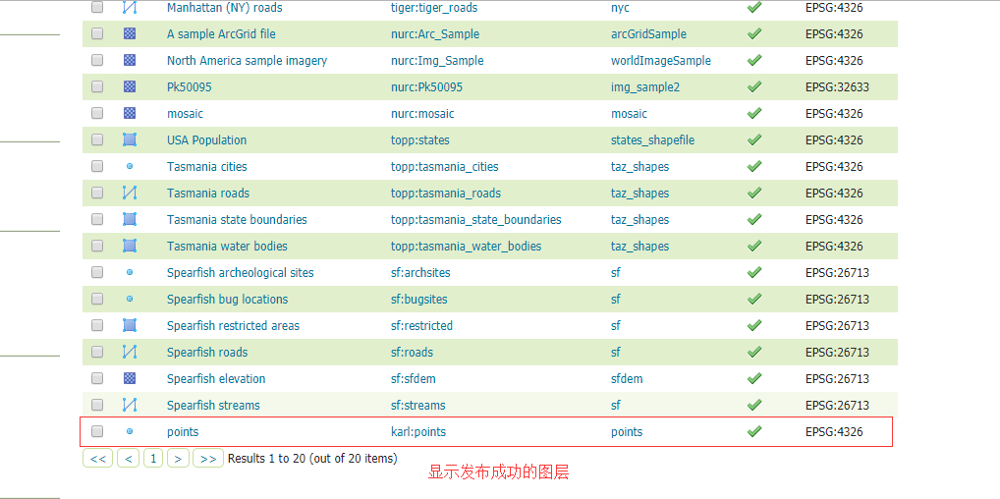 Manhattan (NY) roads tiger:tiger_roads nyc EPSG:4326
A sample ArcGrid file nurc:Arc_Sample arcGridSample EPSG:4326
North America sample imagery nurc:Img_Sample worldImageSample EPSG:4326
Pk50095 nurc:Pk50095 img_sample2 EPSG:32633
mosaic nurc:mosaic mosaic EPSG:4326
USA Population topp:states states_shapefile EPSG:4326
Tasmania cities topp:tasmania_cities taz_shapes EPSG:4326
Tasmania roads topp:tasmania_roads taz_shapes EPSG:4326
Tasmania state boundaries topp:tasmania_state_boundaries taz_shapes EPSG:4326
Tasmania water bodies topp:tasmania_water_bodies taz_shapes EPSG:4326
Spearfish archeological sites sf:archsites sf EPSG:26713
Spearfish bug locations sf:bugsites sf EPSG:26713
Spearfish restricted areas sf:restricted sf EPSG:26713
Spearfish roads sf:roads sf EPSG:26713
Spearfish elevation sf:sfdem sfdem EPSG:26713
Spearfish streams sf:streams sf EPSG:26713
points karl:points points EPSG:4326
<< < 1 > >> Results 1 to 20 (out of 20 items)
显示发布成功的图层